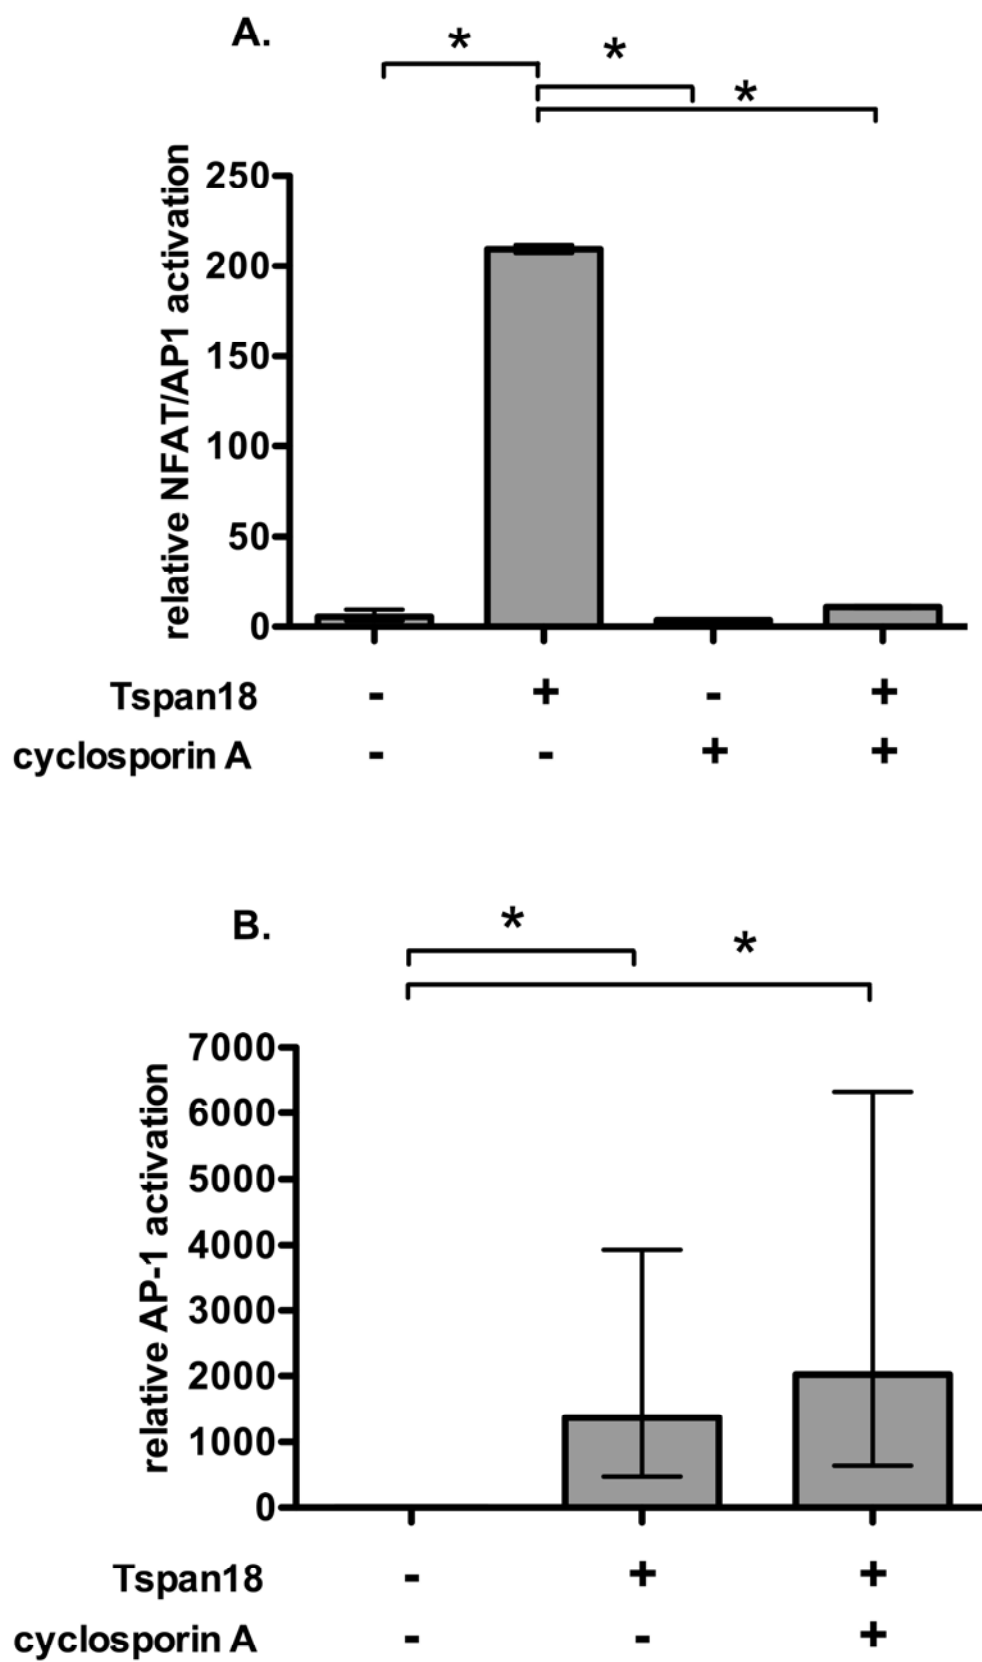 A.
*
*
*
relative NFAT/AP1 activation
250
200
150
100
50
0
Tspan18 - + - +
cyclosporin A - - + +
B.
*
*
relative AP-1 activation
7000
6000
5000
4000
3000
2000
1000
0
Tspan18 - + +
cyclosporin A - - +